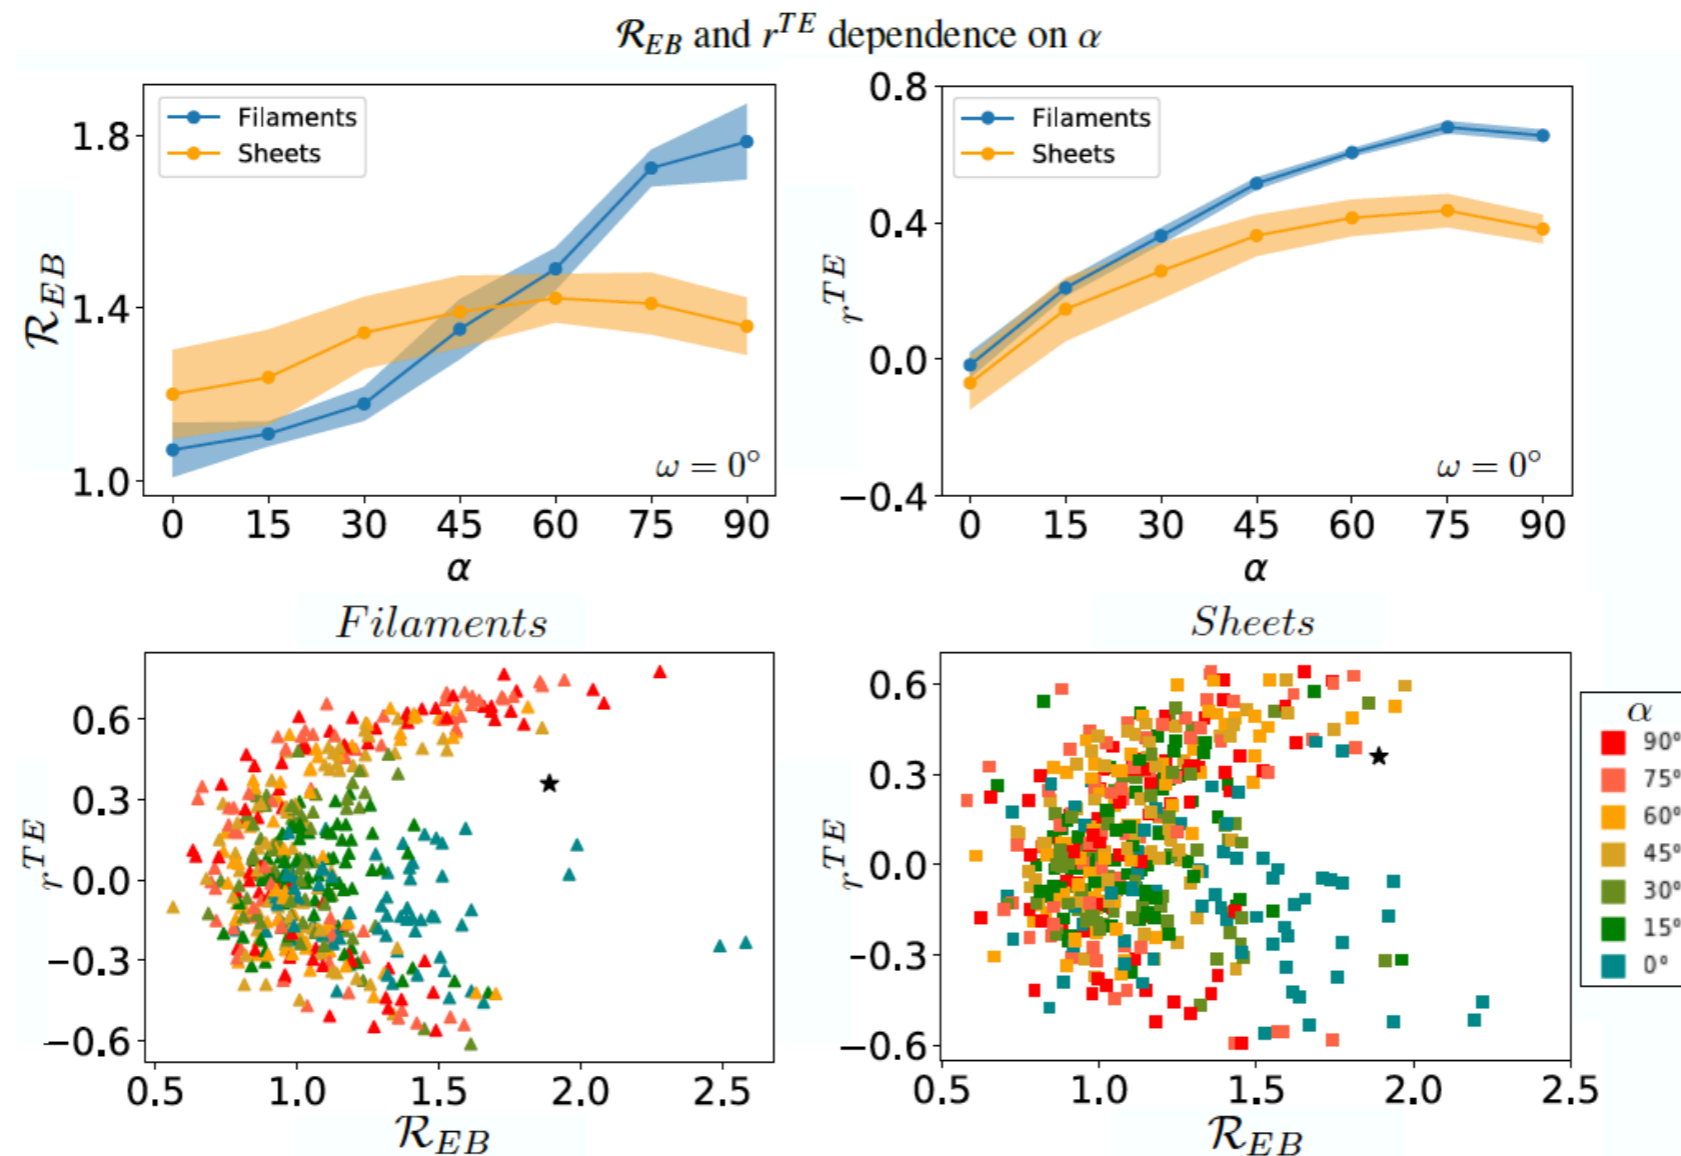 ℛ_EB and r^TE dependence on α
Filaments
Sheets
1.8
1.4
1.0
ℛ_EB
ω = 0°
0 15 30 45 60 75 90
α
Filaments
Sheets
0.8
0.4
0.0
−0.4
r^TE
ω = 0°
0 15 30 45 60 75 90
α
Filaments
0.6
0.3
0.0
−0.3
−0.6
r^TE
0.5 1.0 1.5 2.0 2.5
ℛ_EB
Sheets
0.6
0.3
0.0
−0.3
−0.6
r^TE
0.5 1.0 1.5 2.0 2.5
ℛ_EB
α
90°
75°
60°
45°
30°
15°
0°